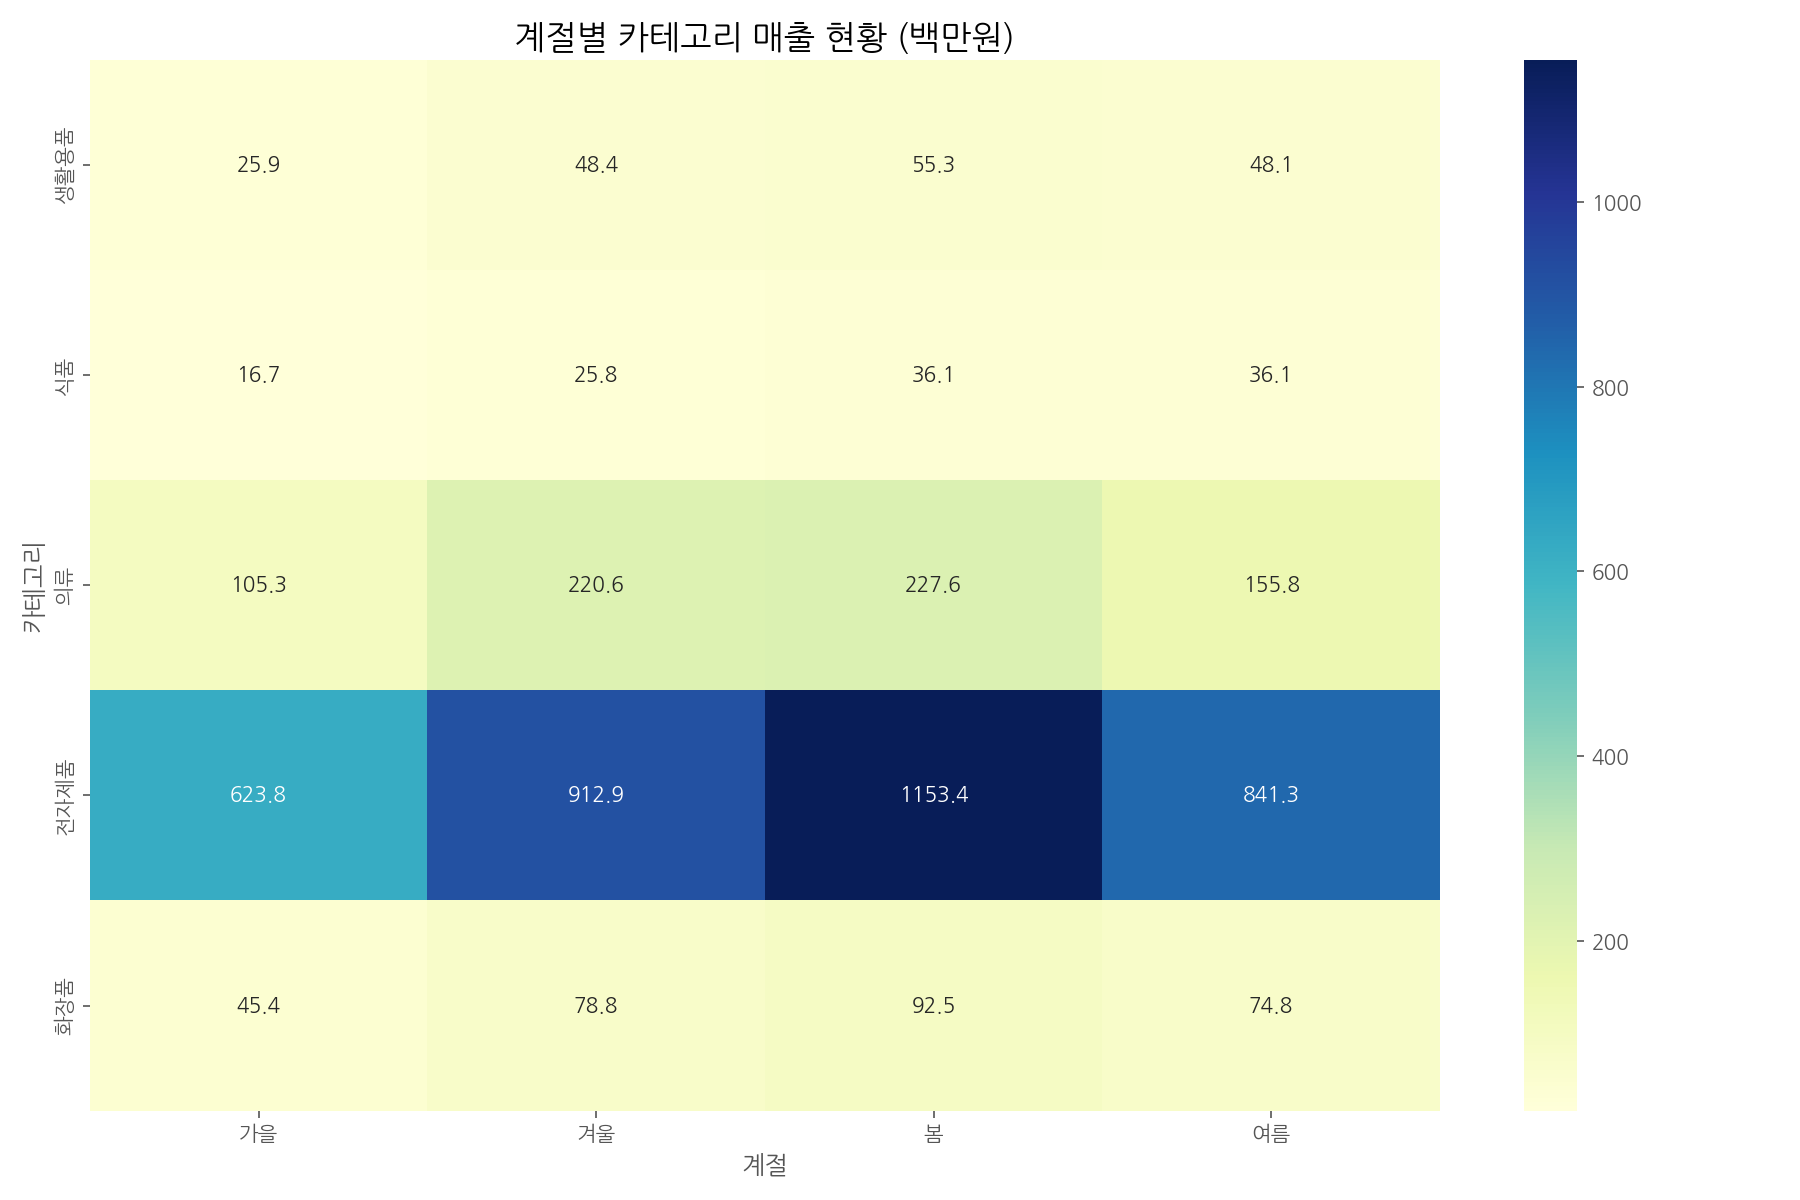 계절별 카테고리 매출 현황 (백만원)
카테고리
생활용품
25.9 48.4 55.3 48.1
식품
16.7 25.8 36.1 36.1
의류
105.3 220.6 227.6 155.8
전자제품
623.8 912.9 1153.4 841.3
화장품
45.4 78.8 92.5 74.8
가을 겨울 봄 여름
계절
1000
800
600
400
200